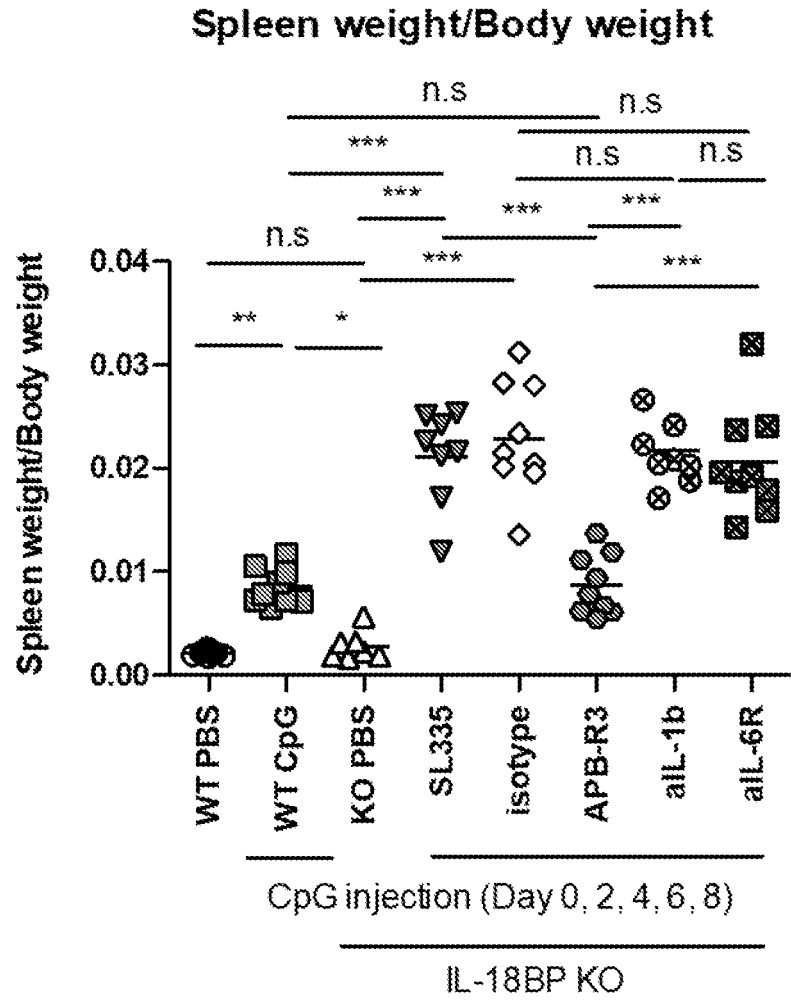 Spleen weight/Body weight
n.s
n.s
***
n.s
n.s
***
***
***
n.s
***
***
**
*
Spleen weight/Body weight
0.04
0.03
0.02
0.01
0.00
WT PBS
WT CpG
KO PBS
SL335
isotype
APB-R3
aIL-1b
aIL-6R
CpG injection (Day 0, 2, 4, 6, 8)
IL-18BP KO